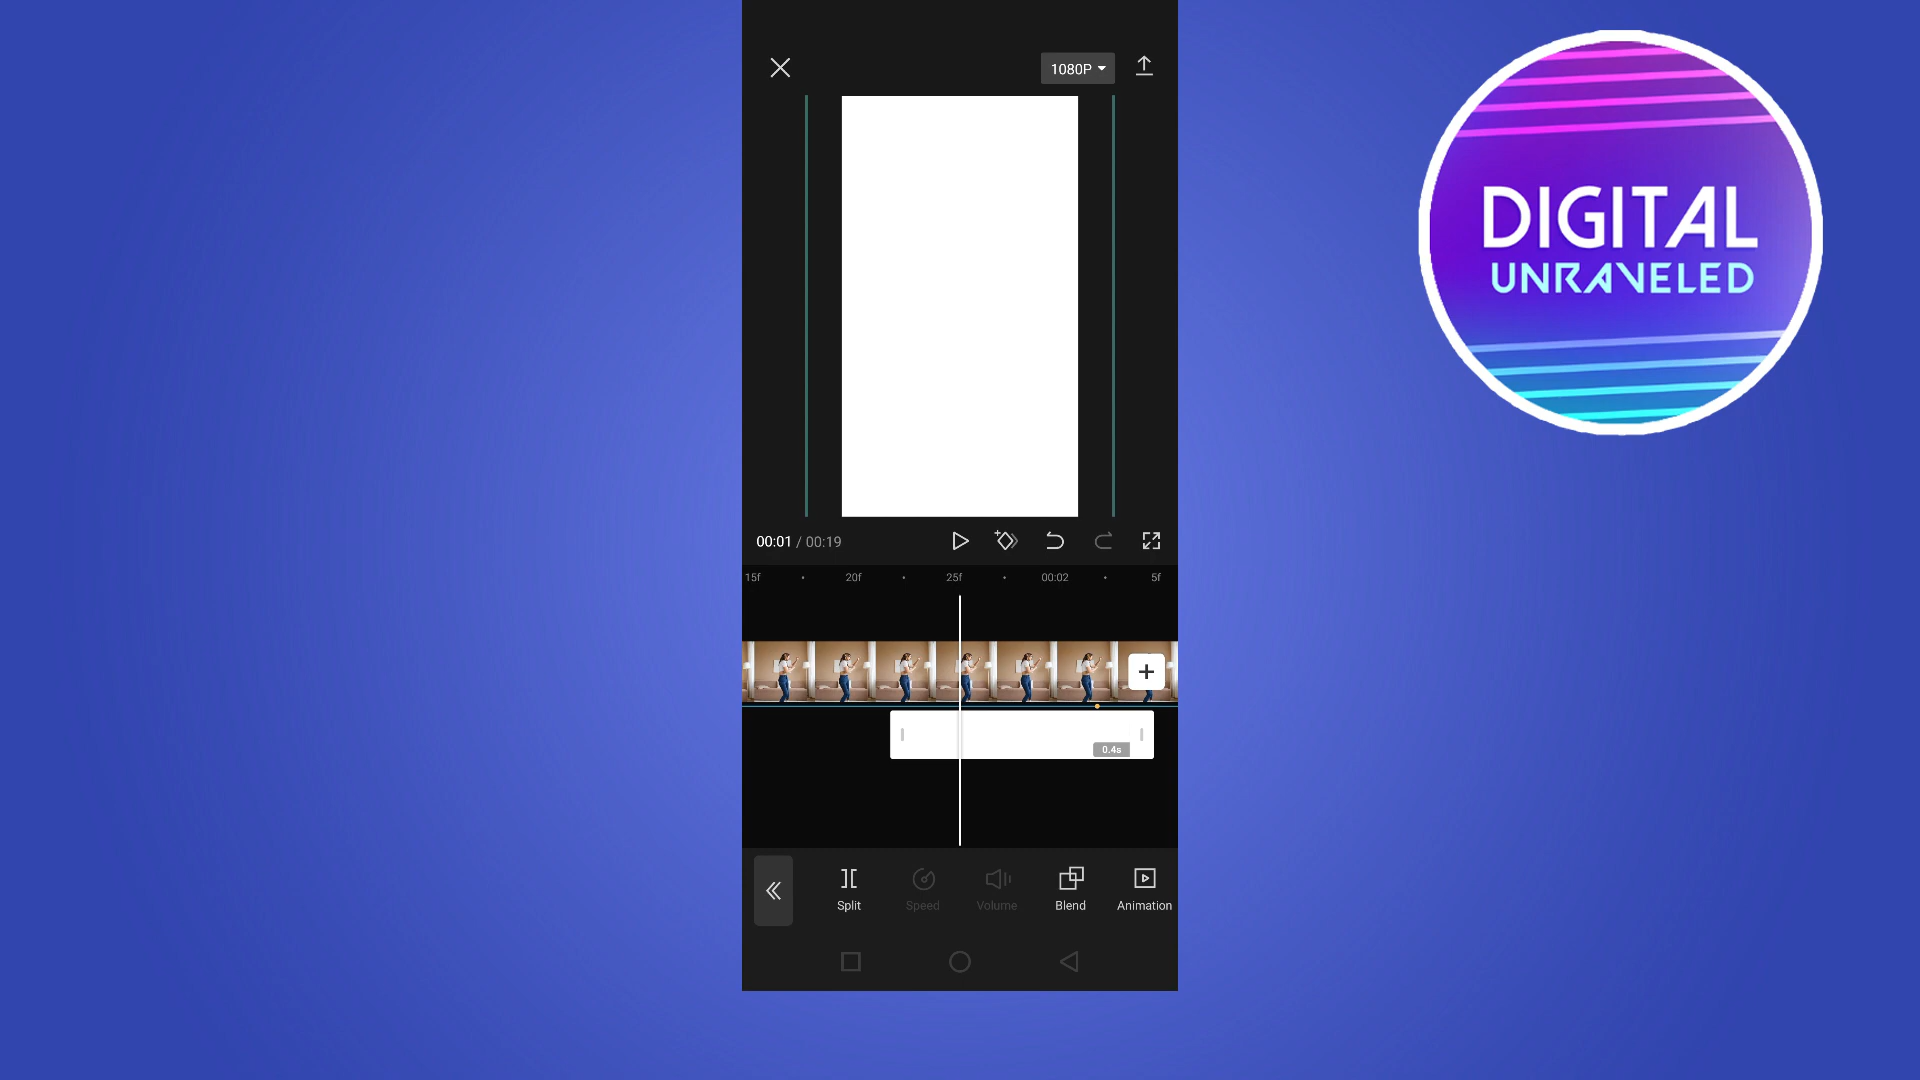 1080P
DIGITAL
UNRAVELED
00:01 / 00:19
15f 20f 25f 00:02 5f
0.4s
Split Speed Volume Blend Animation